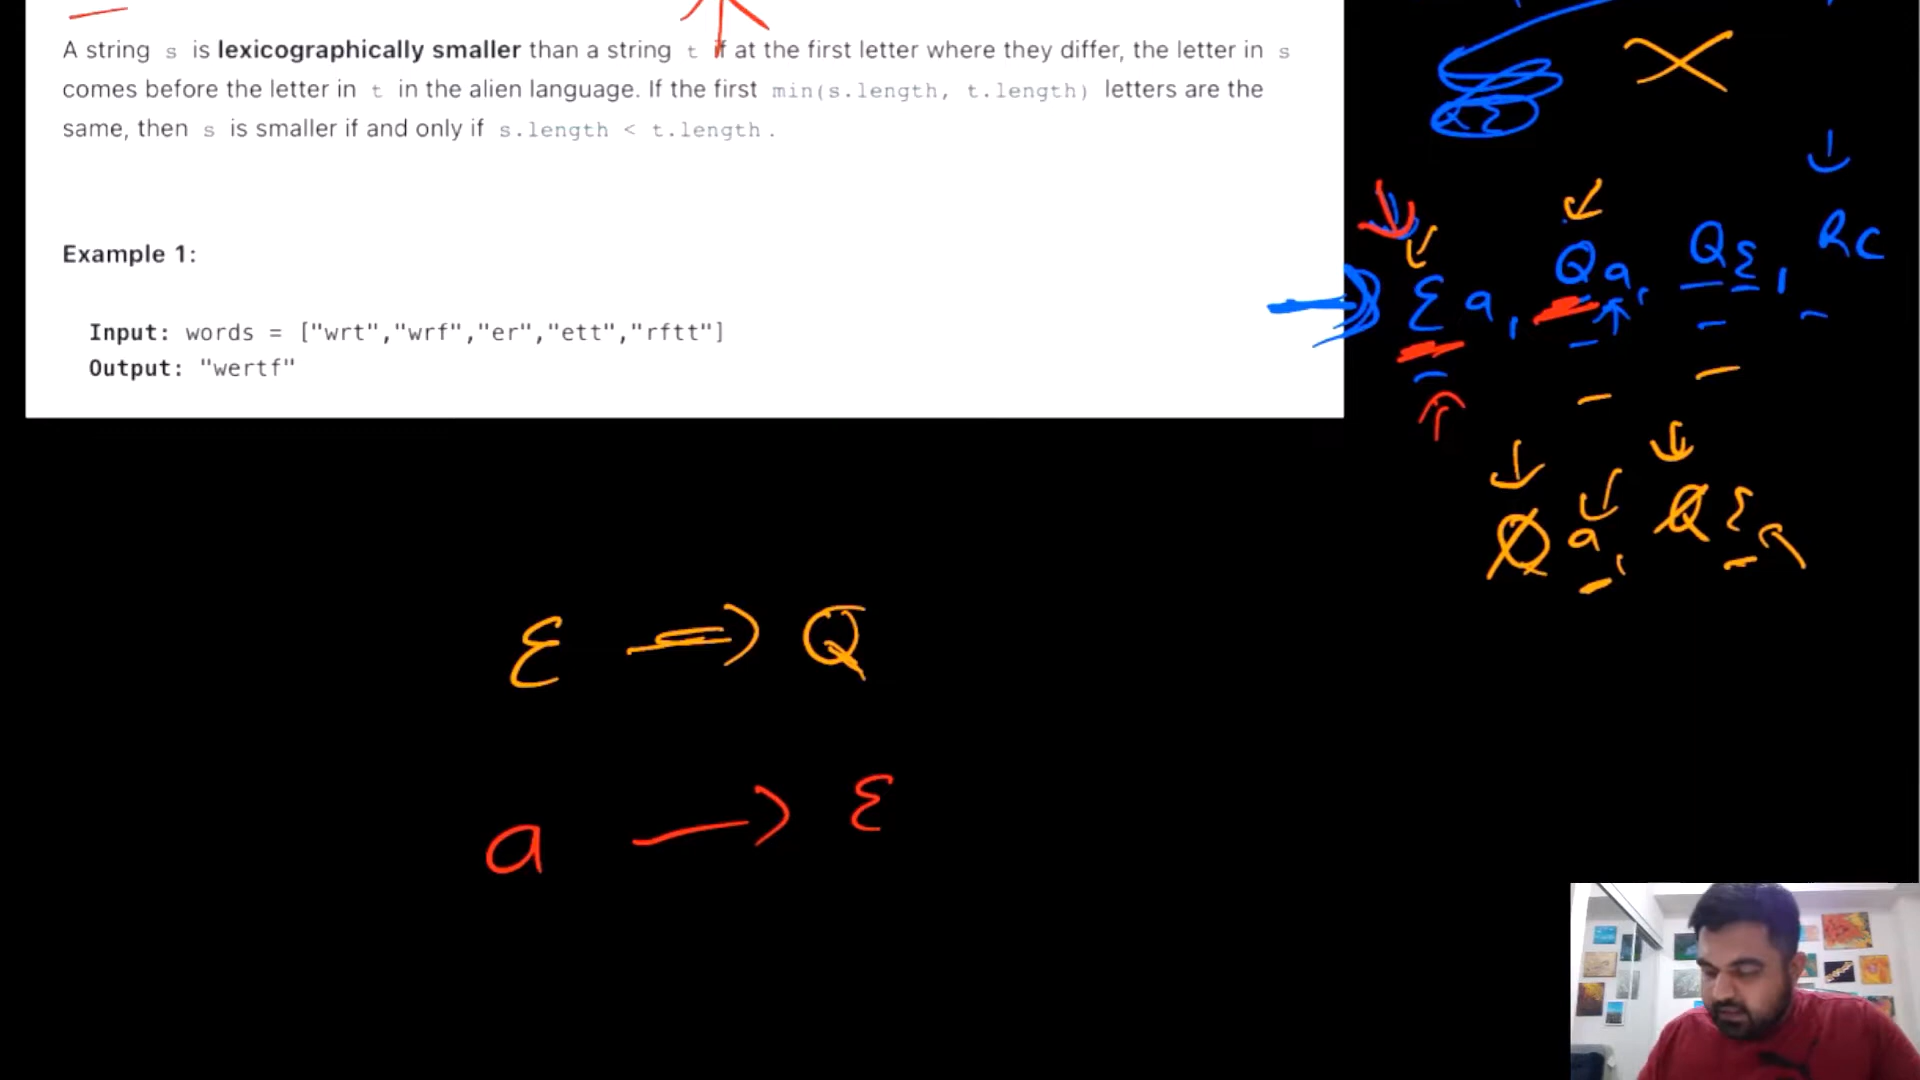 A string s is lexicographically smaller than a string t if at the first letter where they differ, the letter in s
comes before the letter in t in the alien language. If the first min(s.length, t.length) letters are the
same, then s is smaller if and only if s.length < t.length.
Example 1:
Input: words = ["wrt","wrf","er","ett","rftt"]
Output: "wertf"
Ɛa, Qa, QƐ, RC
Qa, QƐ
Ɛ → Q
a → Ɛ